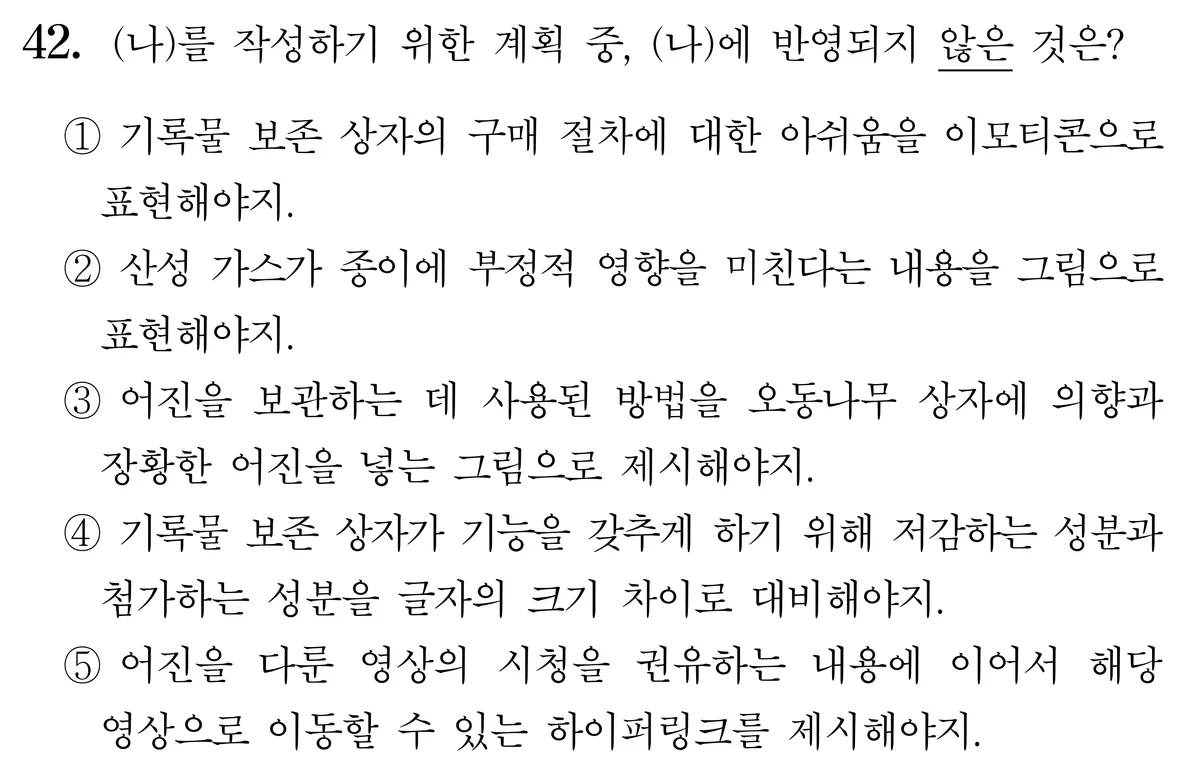 42. (나)를 작성하기 위한 계획 중, (나)에 반영되지 않은 것은?
① 기록물 보존 상자의 구매 절차에 대한 아쉬움을 이모티콘으로
표현해야지.
② 산성 가스가 종이에 부정적 영향을 미친다는 내용을 그림으로
표현해야지.
③ 어진을 보관하는 데 사용된 방법을 오동나무 상자에 의향과
장황한 어진을 넣는 그림으로 제시해야지.
④ 기록물 보존 상자가 기능을 갖추게 하기 위해 저감하는 성분과
첨가하는 성분을 글자의 크기 차이로 대비해야지.
⑤ 어진을 다룬 영상의 시청을 권유하는 내용에 이어서 해당
영상으로 이동할 수 있는 하이퍼링크를 제시해야지.